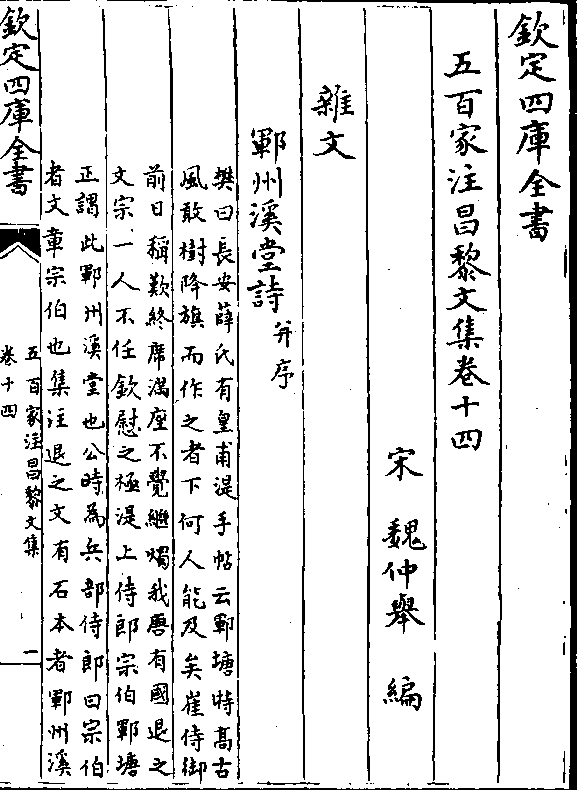 欽定四庫全書
五百家注昌黎文集卷十四
宋 魏仲舉 編
雜文
鄆州溪堂詩并序
樊曰長安薛氏有皇甫湜手帖云鄆塘特髙古
風敢樹降旗而作之者下何人能及矣崔侍御
前日稱歎終席滿座不覺繼燭我唐有國退之
文宗一人不任欽慰之極湜上侍郎宗伯鄆塘
正謂此鄆州溪堂也公時為兵部侍郎曰宗伯
者文章宗伯也集注退之文有石本者鄆州溪
欽定四庫全書
五百家注昌黎文集
卷十四
一